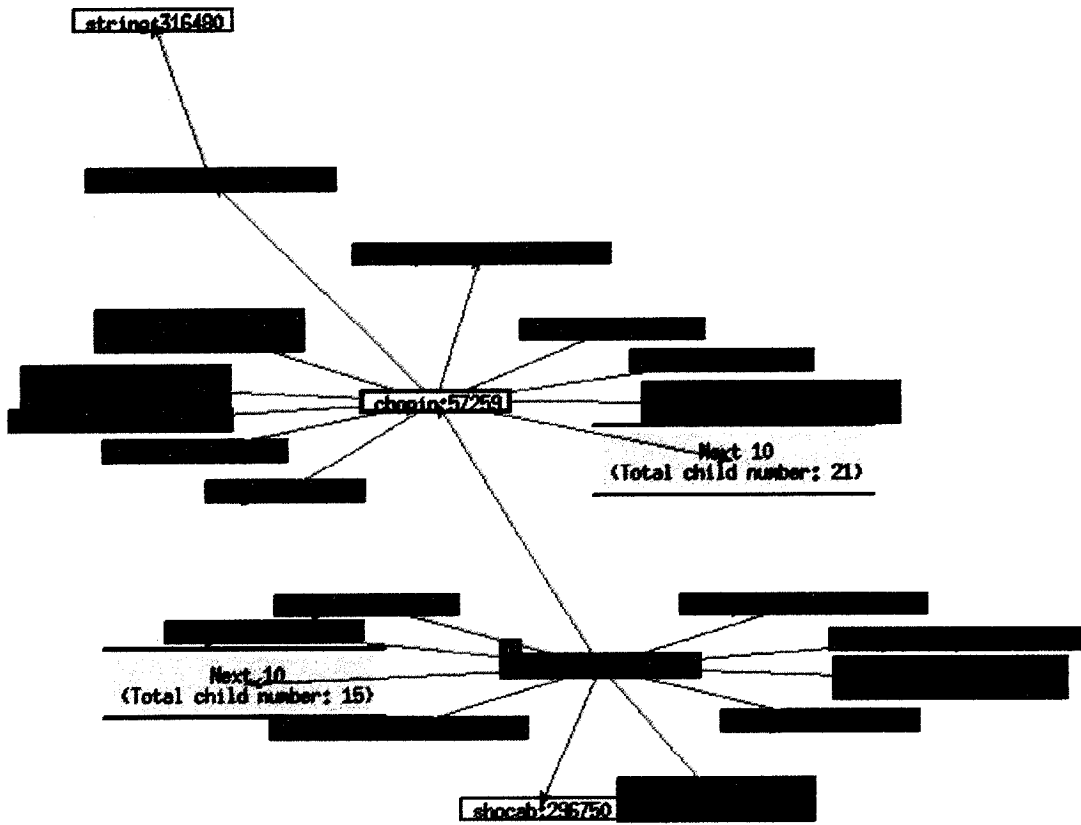 string:316480
chopin:57259
Next 10
(Total child number: 21)
Next 10
(Total child number: 15)
shocab:296750